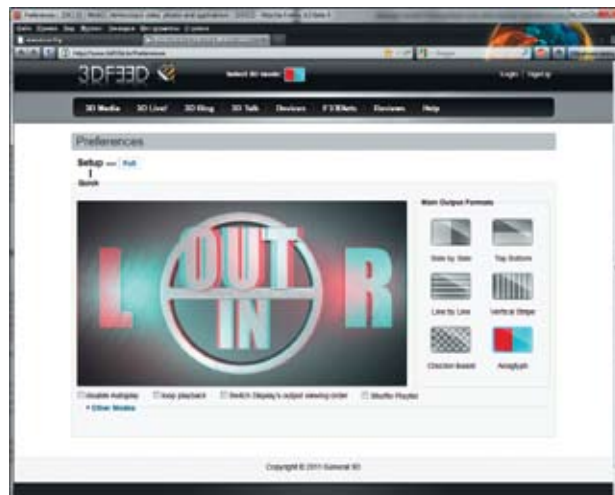 3DF33D
Select 3D mode:
Login | SignUp
3D Media 3D Live! 3D Blog 3D Talk Devices F33Dlets Reviews Help
Preferences
Setup Full
Quick
L OUT R
IN
Main Output Formats
Side by Side Top Bottom
Line by Line Vertical Stripe
Checker-board Anaglyph
disable Autoplay loop playback Switch Display's output viewing order Shuffle Playlist
Other Modes
Copyright © 2011 General 3D